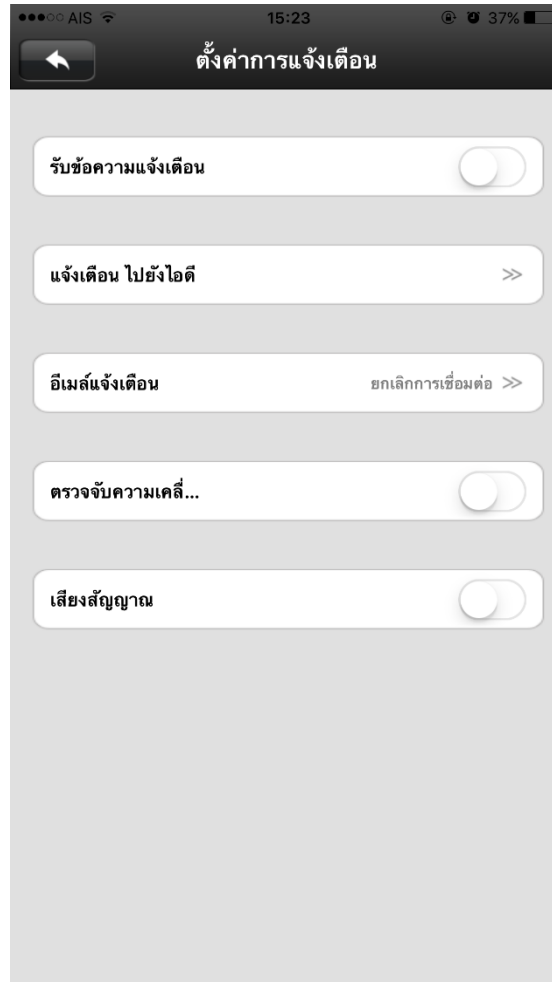 AIS 15:23 37%
ตั้งค่าการแจ้งเตือน
รับข้อความแจ้งเตือน
แจ้งเตือน ไปยังไอดี
อีเมล์แจ้งเตือน ยกเลิกการเชื่อมต่อ >>
ตรวจจับความเคลื่...
เสียงสัญญาณ